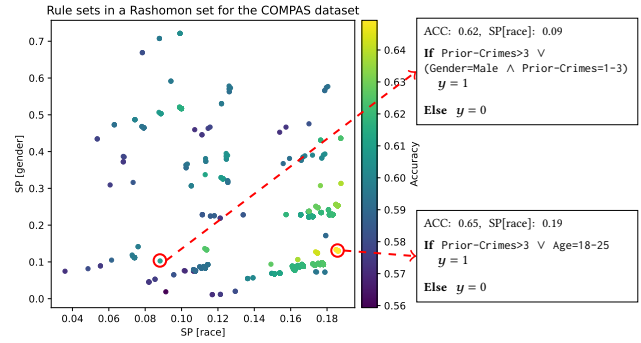 Rule sets in a Rashomon set for the COMPAS dataset
0.7
0.6
0.5
0.4
0.3
0.2
0.1
0.0
SP [gender]
0.04
0.06
0.08
0.10
0.12
0.14
0.16
0.18
SP [race]
0.64
0.63
0.62
0.61
0.60
0.59
0.58
0.57
0.56
Accuracy
ACC: 0.62, SP[race]: 0.09
If Prior-Crimes>3 ∨
(Gender=Male ∧ Prior-Crimes=1-3)
y = 1
Else y = 0
ACC: 0.65, SP[race]: 0.19
If Prior-Crimes>3 ∨ Age=18-25
y = 1
Else y = 0